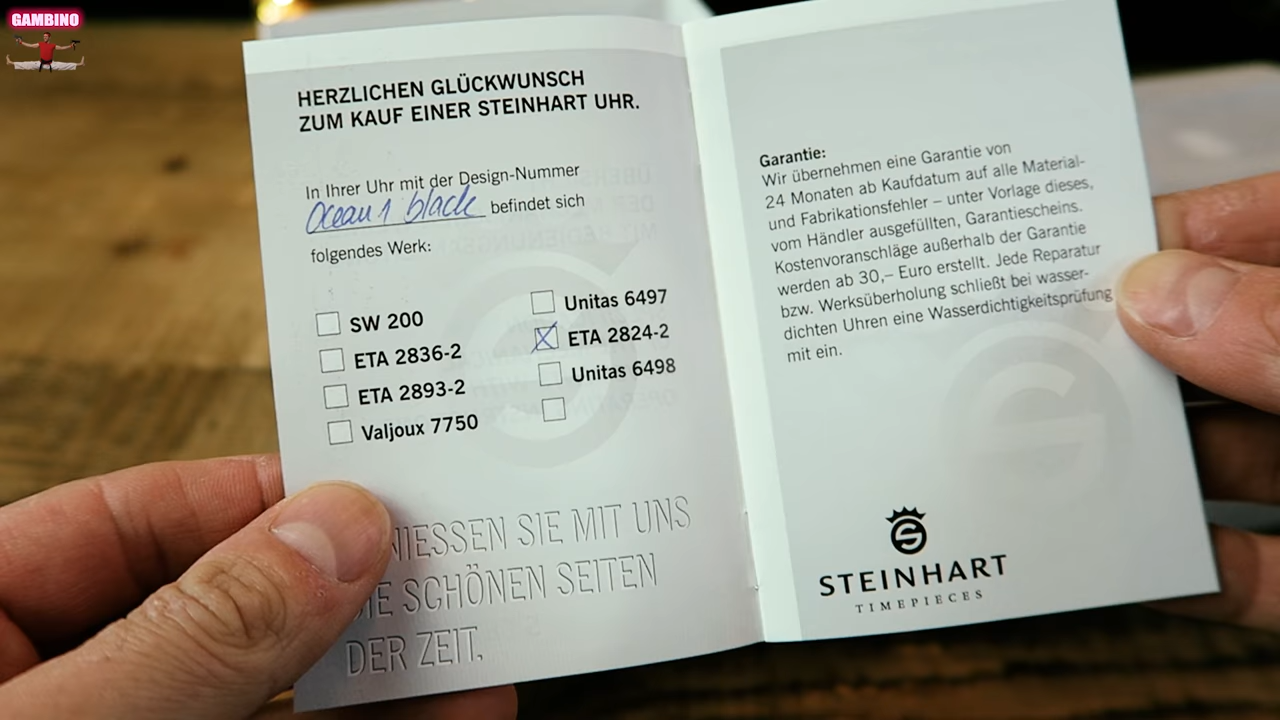 GAMBINO
HERZLICHEN GLÜCKWUNSCH
ZUM KAUF EINER STEINHART UHR.
In Ihrer Uhr mit der Design-Nummer
Ocean 1 black befindet sich
folgendes Werk:
SW 200
ETA 2836-2
ETA 2893-2
Valjoux 7750
Unitas 6497
ETA 2824-2
Unitas 6498
NIESSEN SIE MIT UNS
DIE SCHÖNEN SEITEN
DER ZEIT.
Garantie:
Wir übernehmen eine Garantie von
24 Monaten ab Kaufdatum auf alle Material-
und Fabrikationsfehler – unter Vorlage dieses,
vom Händler ausgefüllten, Garantiescheins.
Kostenvoranschläge außerhalb der Garantie
werden ab 30,– Euro erstellt. Jede Reparatur
bzw. Werksüberholung schließt bei wasser-
dichten Uhren eine Wasserdichtigkeitsprüfung
mit ein.
STEINHART
TIMEPIECES